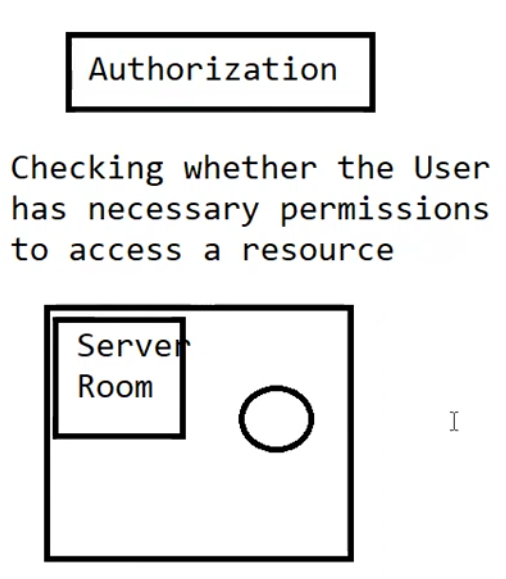 Authorization
Checking whether the User
has necessary permissions
to access a resource
Server
Room